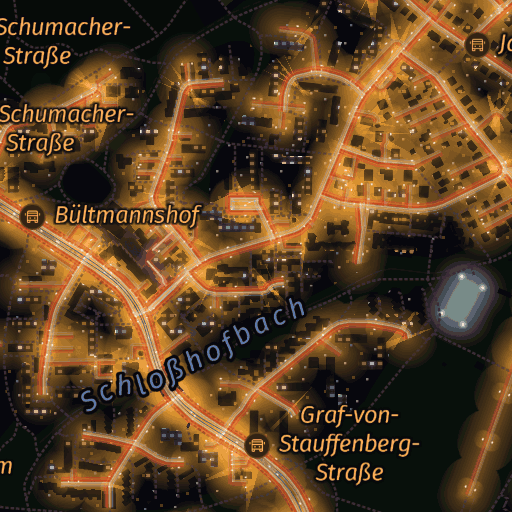 Schumacher-
Straße
Schumacher-
Straße
Bültmannshof
Schloßhofbach
Graf-von-
Stauffenberg-
Straße